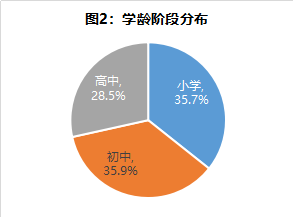 图2：学龄阶段分布
高中,
28.5%
小学,
35.7%
初中,
35.9%